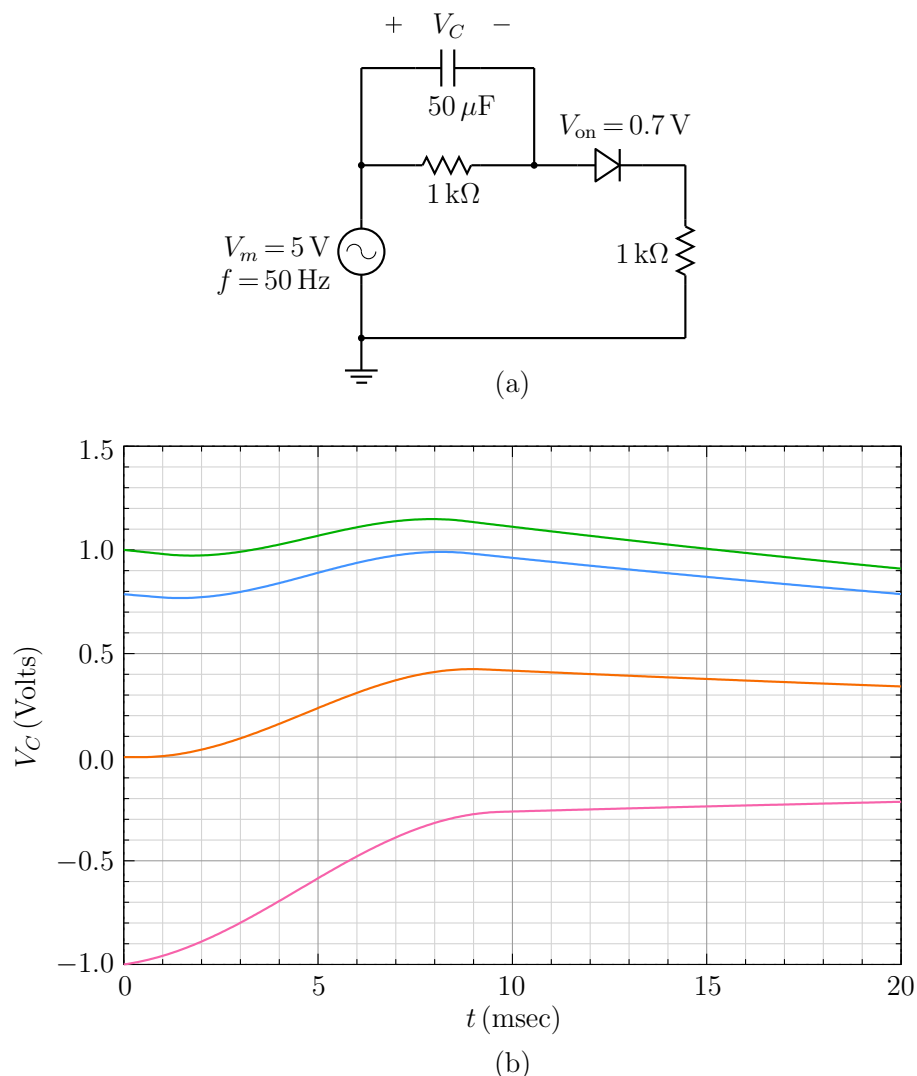 + V_C −
50 μF
V_on = 0.7 V
1 kΩ
V_m = 5 V
f = 50 Hz
1 kΩ
(a)
1.5
1.0
0.5
0.0
−0.5
−1.0
V_C (Volts)
0 5 10 15 20
t (msec)
(b)